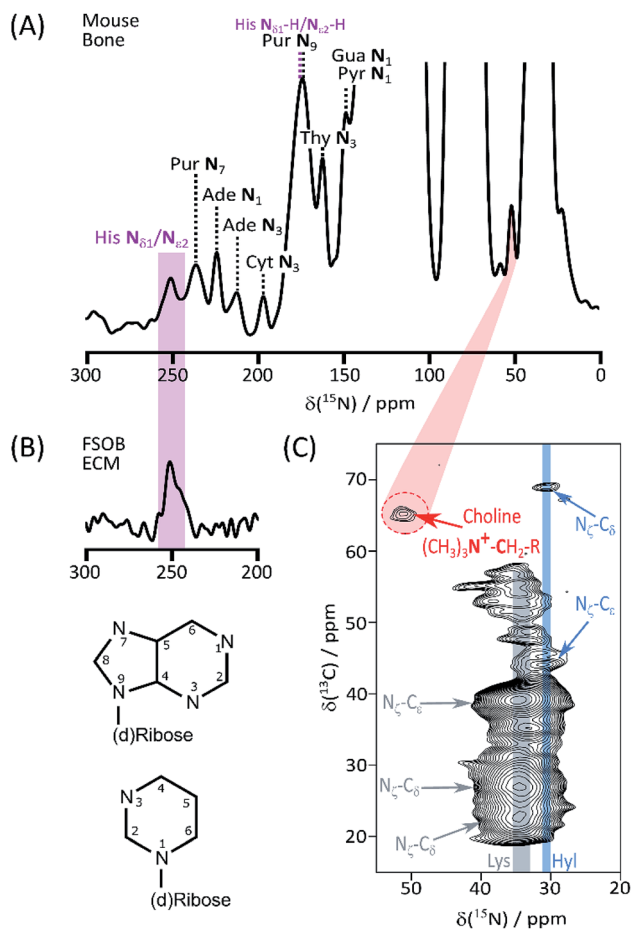 (A)
Mouse
Bone
His Nδ1-H/Nε2-H
Pur N9
Gua N1
Pyr N1
Thy N3
Pur N7
Ade N1
Ade N3
His Nδ1/Nε2
Cyt N3
300 250 200 150 100 50 0
δ(15N) / ppm
(B)
FSOB
ECM
300 250 200
(C)
70
60
50
40
30
20
δ(13C) / ppm
Nζ-Cδ
Choline
(CH3)3N+-CH2-R
Nζ-Cε
Nζ-Cε
Nζ-Cδ
Nζ-Cδ
Lys
Hyl
50 40 30 20
δ(15N) / ppm
N
7
5
6
N
1
8
9
N
4
N
3
2
(d)Ribose
N
3
4
5
2
1
6
N
(d)Ribose